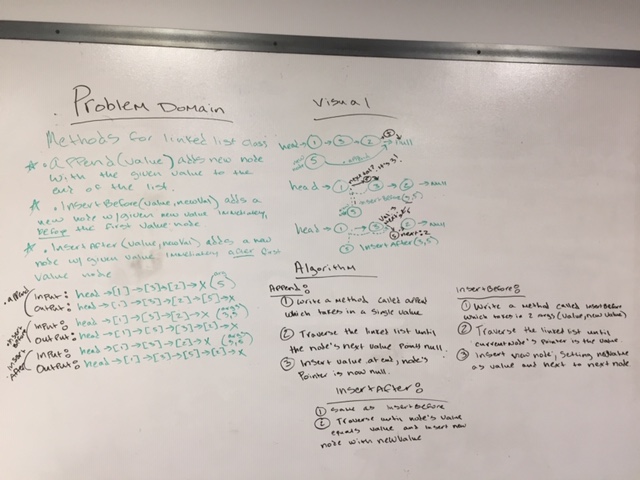 Problem Domain
Methods for linked list class
• append(value) adds new node
with the given value to the
end of the list.
• InsertBefore(value, newVal) adds a
new node w/given new value immediately
before the first value node.
• InsertAfter(value, newVal) adds a new
node w/ given value immediately after first
value node
append
Input: head → [1] → [3] → [2] → X
5
Output: head → [1] → [3] → [2] → [5] → X
Insert Before
Input: head → [1] → [3] → [2] → X
3, 5
Output: head → [1] → [5] → [3] → [2] → X
Insert After
Input: head → [1] → [3] → [2] → X
3, 5
Output: head → [1] → [3] → [5] → [2] → X
Visual
head → 1 → 3 → 2 → null
5
head → 1 → 3 → 2 → null
5
insertBefore(3,5)
head → 1 → 3 → 2 → null
5 next: 2
InsertAfter(3,5)
Algorithm
Append:
① Write a method called append
which takes in a single value.
② Traverse the linked list until
the node's next value points null.
③ Insert value at end, node's
pointer is now null.
InsertBefore:
① Write a method called insertBefore
which takes in 2 args (value, newVal)
② Traverse the linked list until
currentNode's pointer is the value.
③ Insert new node, setting newValue
as value and next to next node
InsertAfter:
① Same as insertBefore
② Traverse until node's value
equals value and insert new
node with newValue